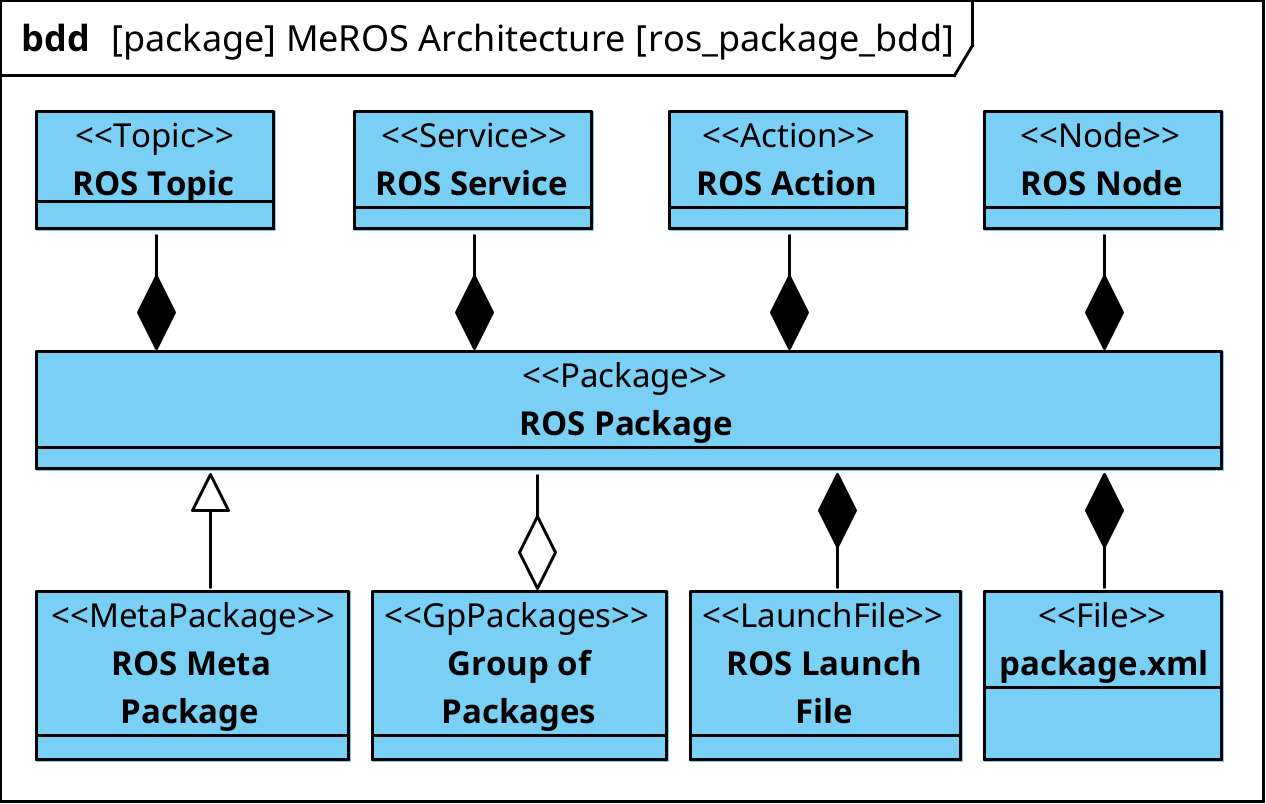 bdd [package] MeROS Architecture [ros_package_bdd]
<<Topic>>
ROS Topic
<<Service>>
ROS Service
<<Action>>
ROS Action
<<Node>>
ROS Node
<<Package>>
ROS Package
<<MetaPackage>>
ROS Meta
Package
<<GpPackages>>
Group of
Packages
<<LaunchFile>>
ROS Launch
File
<<File>>
package.xml